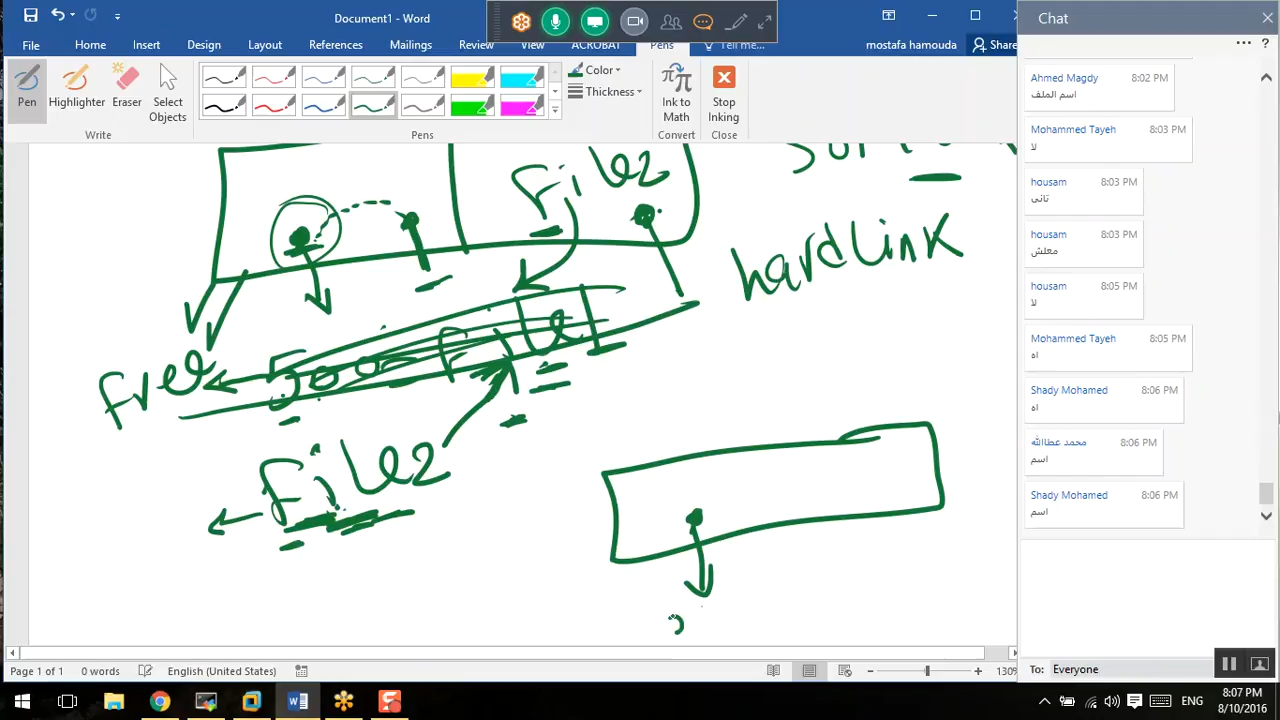 Document1 - Word
File Home Insert Design Layout References Mailings ACROBAT Pens Tell me... mostafa hamouda Share
Pen Highlighter Eraser Select Objects
Color
Thickness
Ink to Math
Stop Inking
Write Pens Convert Close
File2
hardLink
free
500 File1
File2
Chat
Ahmed Magdy 8:02 PM
اسم الملف
Mohammed Tayeh 8:03 PM
لا
housam 8:03 PM
تانى
housam 8:03 PM
معلش
housam 8:05 PM
لا
Mohammed Tayeh 8:05 PM
اه
Shady Mohamed 8:06 PM
اه
محمد عطاالله 8:06 PM
اسم
Shady Mohamed 8:06 PM
اسم
To: Everyone
Page 1 of 1 0 words English (United States) 130%
ENG
8:07 PM
8/10/2016